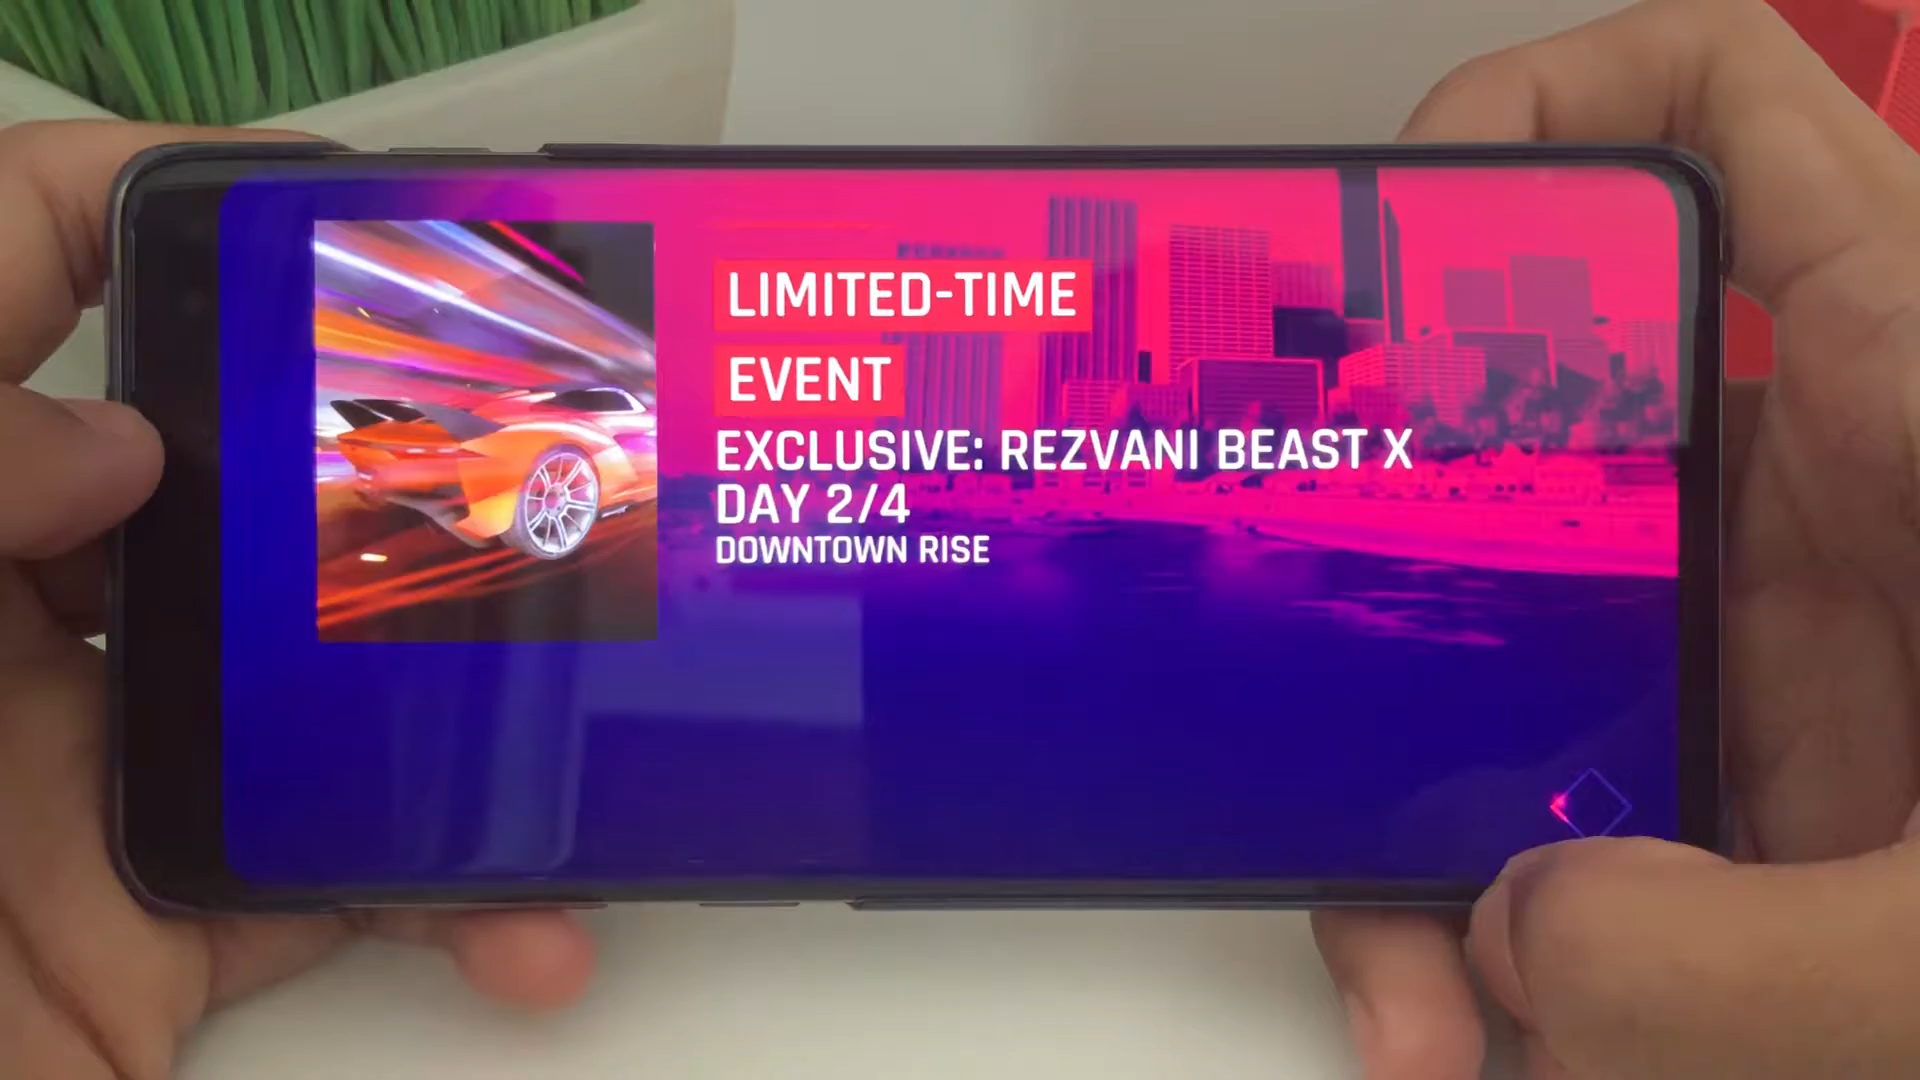 LIMITED-TIME
EVENT
EXCLUSIVE: REZVANI BEAST X
DAY 2/4
DOWNTOWN RISE